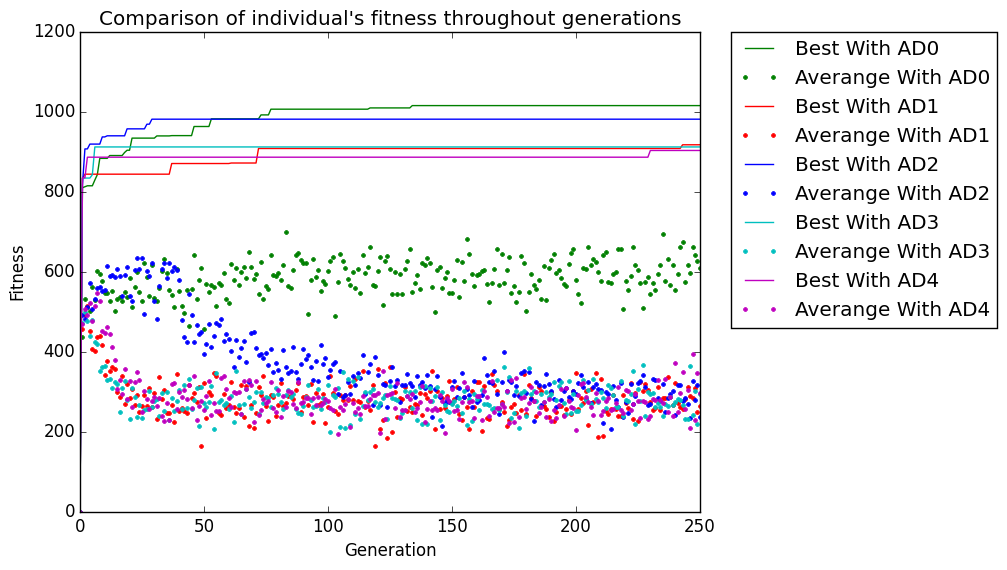 Comparison of individual's fitness throughout generations
1200
1000
800
600
400
200
0
Fitness
0 50 100 150 200 250
Generation
Best With AD0
Averange With AD0
Best With AD1
Averange With AD1
Best With AD2
Averange With AD2
Best With AD3
Averange With AD3
Best With AD4
Averange With AD4